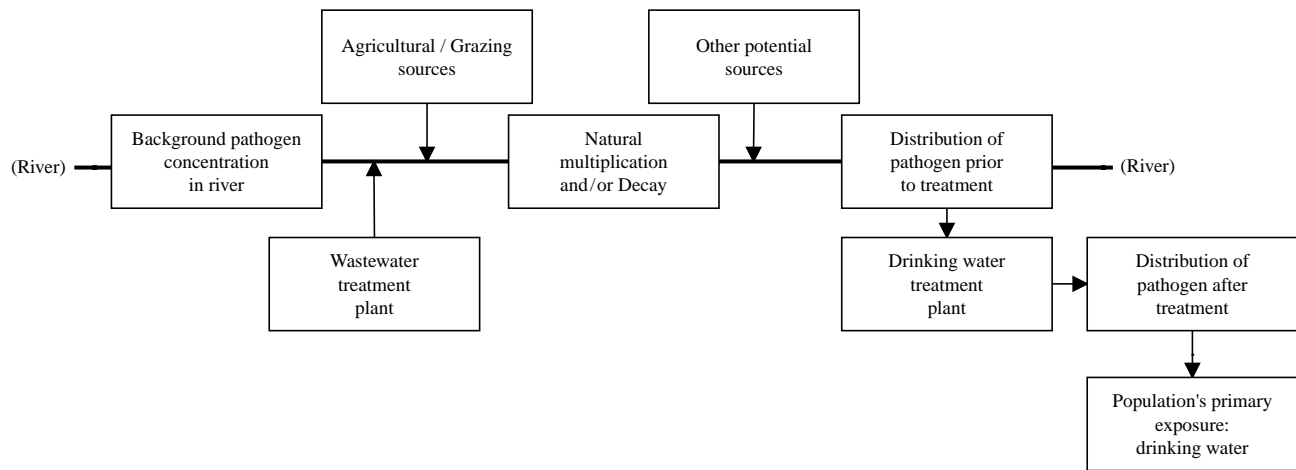 Agricultural / Grazing
sources
Other potential
sources
(River)
Background pathogen
concentration
in river
Natural
multiplication
and/or Decay
Distribution of
pathogen prior
to treatment
(River)
Wastewater
treatment
plant
Drinking water
treatment
plant
Distribution of
pathogen after
treatment
Population's primary
exposure:
drinking water